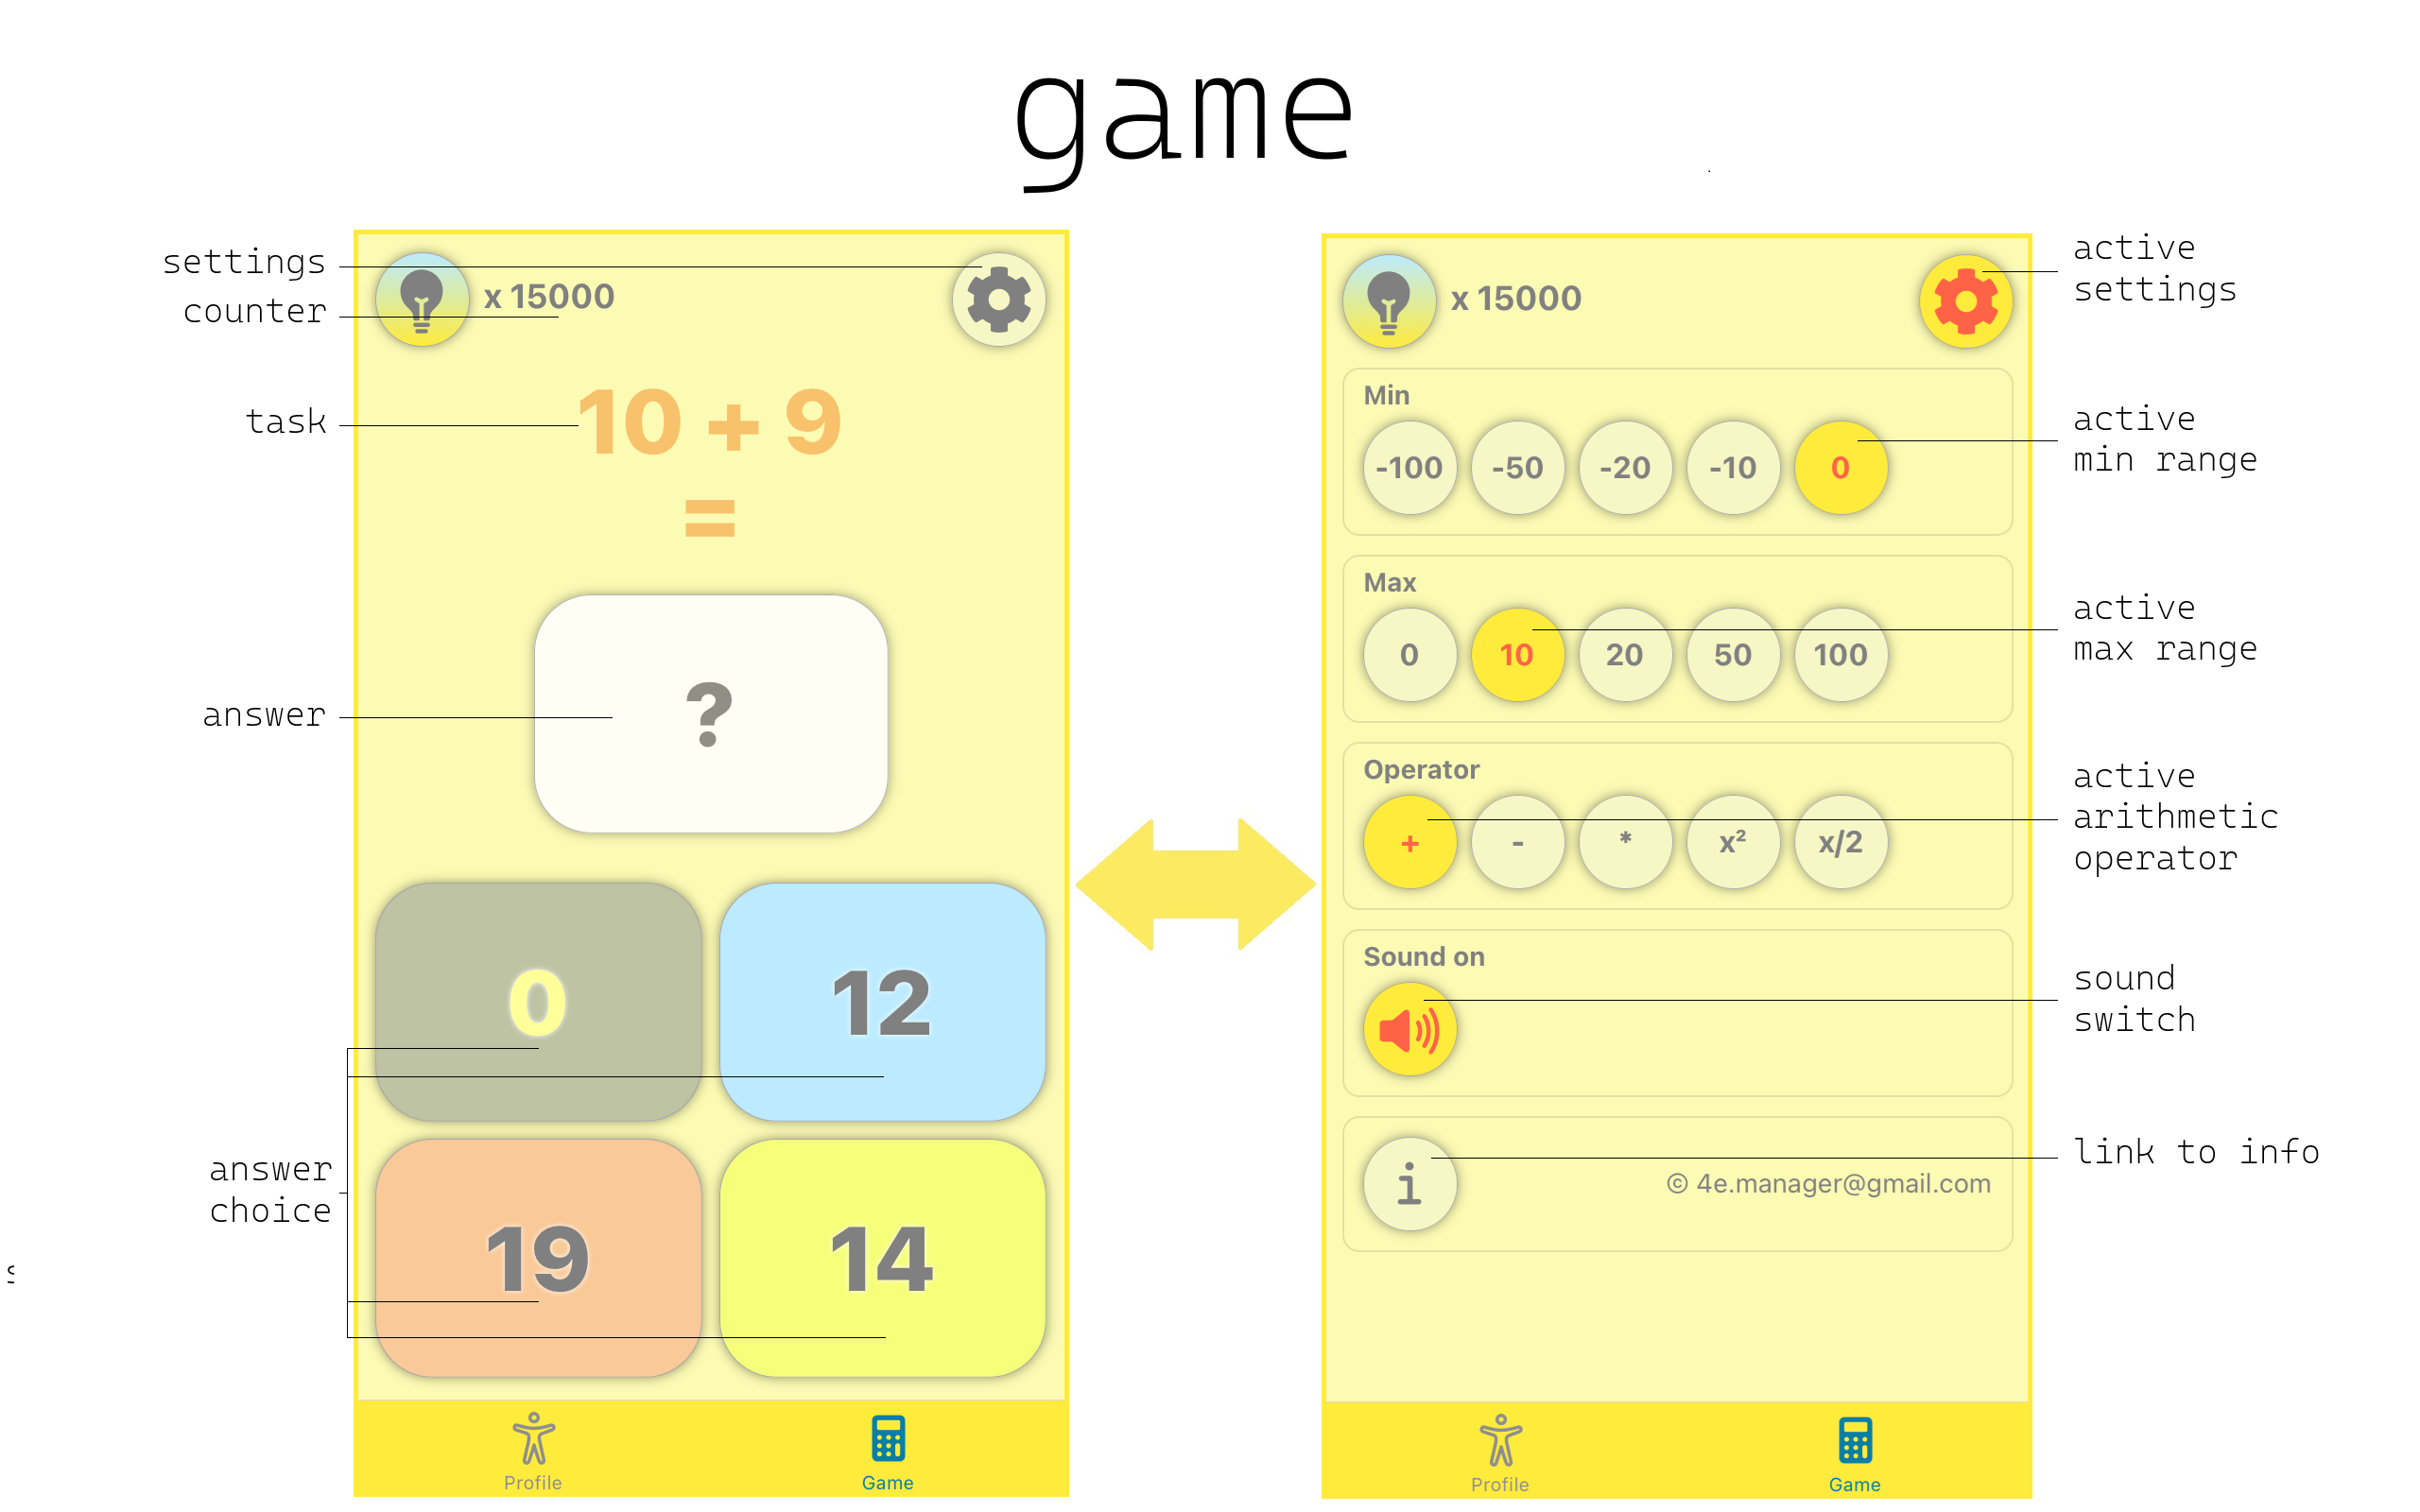 game
settings
counter
task
answer
answer
choice
x 15000
10 + 9
=
?
0
12
19
14
Profile
Game
x 15000
Min
-100 -50 -20 -10 0
Max
0 10 20 50 100
Operator
+ - * x² x/2
Sound on
i
© 4e.manager@gmail.com
Profile
Game
active
settings
active
min range
active
max range
active
arithmetic
operator
sound
switch
link to info